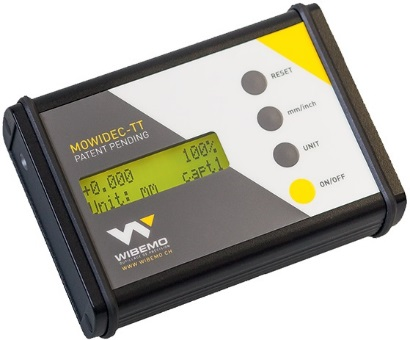 RESET
mm/inch
UNIT
ON/OFF
MOWIDEC-TT
PATENT PENDING
+0.000 100%
Unit: mm capt1
WIBEMO
WWW.WIBEMO.CH